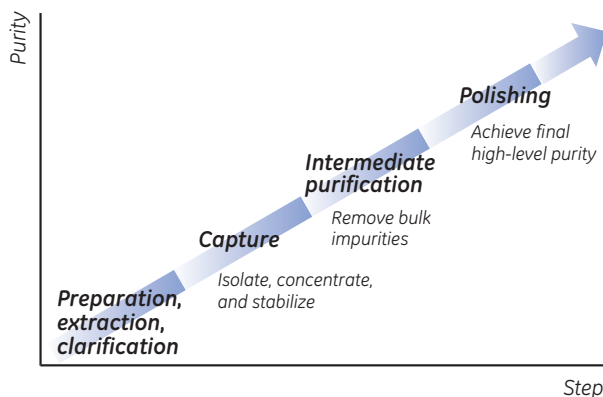 Purity
Polishing
Achieve final
high-level purity
Intermediate
purification
Remove bulk
impurities
Capture
Isolate, concentrate,
and stabilize
Preparation,
extraction,
clarification
Step